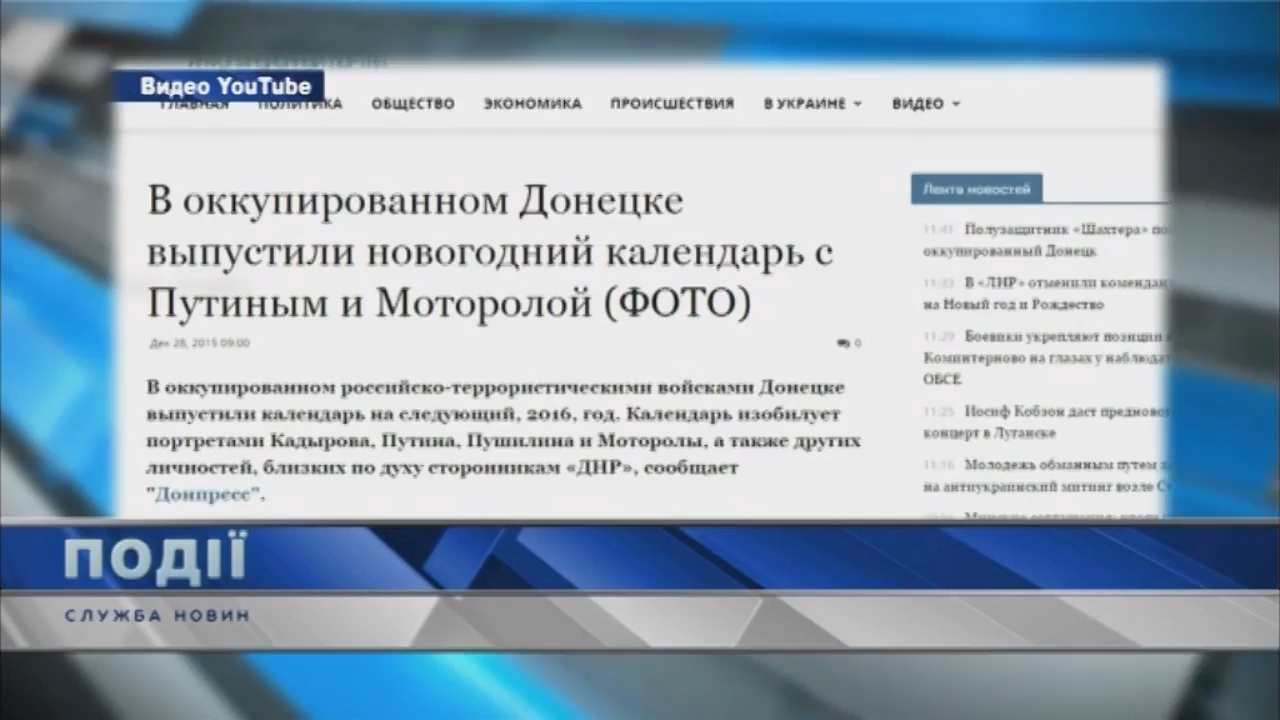 Видео YouTube
ГЛАВНАЯ ПОЛИТИКА ОБЩЕСТВО ЭКОНОМИКА ПРОИСШЕСТВИЯ В УКРАИНЕ ВИДЕО
В оккупированном Донецке
выпустили новогодний календарь с
Путиным и Моторолой (ФОТО)
Дек 28, 2015 09:00
0
В оккупированном российско-террористическими войсками Донецке
выпустили календарь на следующий, 2016, год. Календарь изобилует
портретами Кадырова, Путина, Пушилина и Моторолы, а также других
личностей, близких по духу сторонникам «ДНР», сообщает
"Донпресс".
Лента новостей
11:41 Полузащитник «Шахтера»
оккупированный Донецк
11:33 В «ЛНР» отменили
на Новый год и Рождество
11:29 Боевики укрепляют позиции
Коминтерново на глазах у
ОБСЕ
11:25 Иосиф Кобзон даст
концерт в Луганске
11:16 Молодежь обманным путем
на антиукраинский митинг возле
ПОДІЇ
СЛУЖБА НОВИН